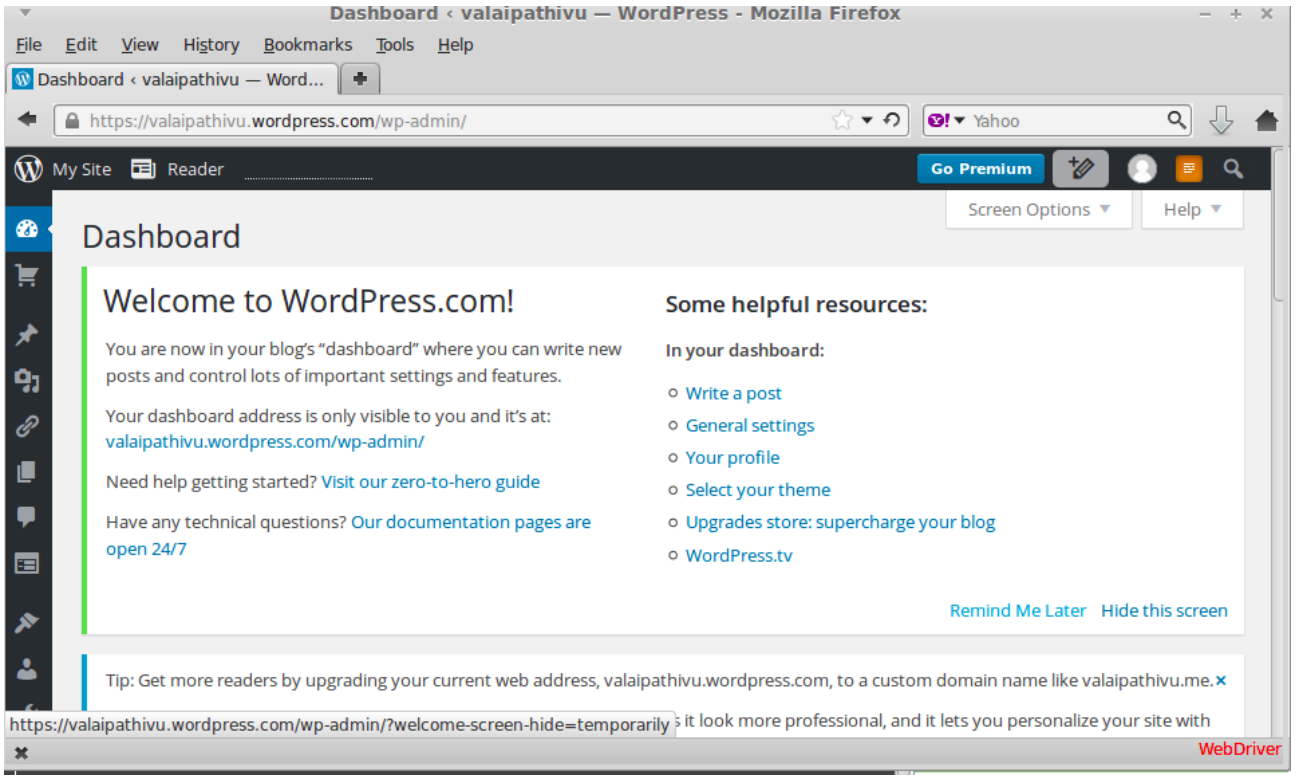 Dashboard ‹ valaipathivu — WordPress - Mozilla Firefox
File Edit View History Bookmarks Tools Help
Dashboard ‹ valaipathivu — Word...
https://valaipathivu.wordpress.com/wp-admin/ Yahoo
My Site Reader Go Premium
Screen Options Help
Dashboard
Welcome to WordPress.com!
You are now in your blog’s “dashboard” where you can write new
posts and control lots of important settings and features.
Your dashboard address is only visible to you and it’s at:
valaipathivu.wordpress.com/wp-admin/
Need help getting started? Visit our zero-to-hero guide
Have any technical questions? Our documentation pages are
open 24/7
Some helpful resources:
In your dashboard:
Write a post
General settings
Your profile
Select your theme
Upgrades store: supercharge your blog
WordPress.tv
Remind Me Later Hide this screen
Tip: Get more readers by upgrading your current web address, valaipathivu.wordpress.com, to a custom domain name like valaipathivu.me.
https://valaipathivu.wordpress.com/wp-admin/?welcome-screen-hide=temporarily
it look more professional, and it lets you personalize your site with
WebDriver